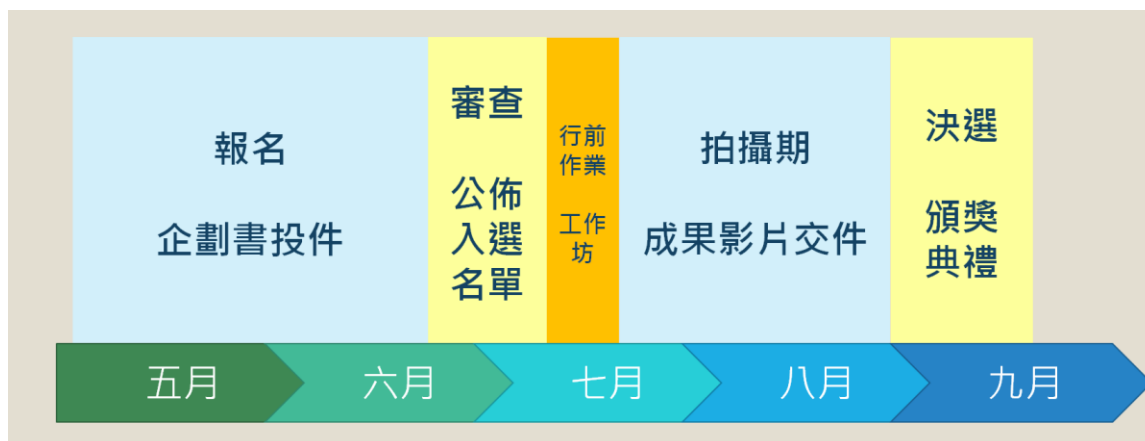 報名
企劃書投件
審查
公佈
入選
名單
行前
作業
工作
坊
拍攝期
成果影片交件
決選
頒獎
典禮
五月
六月
七月
八月
九月